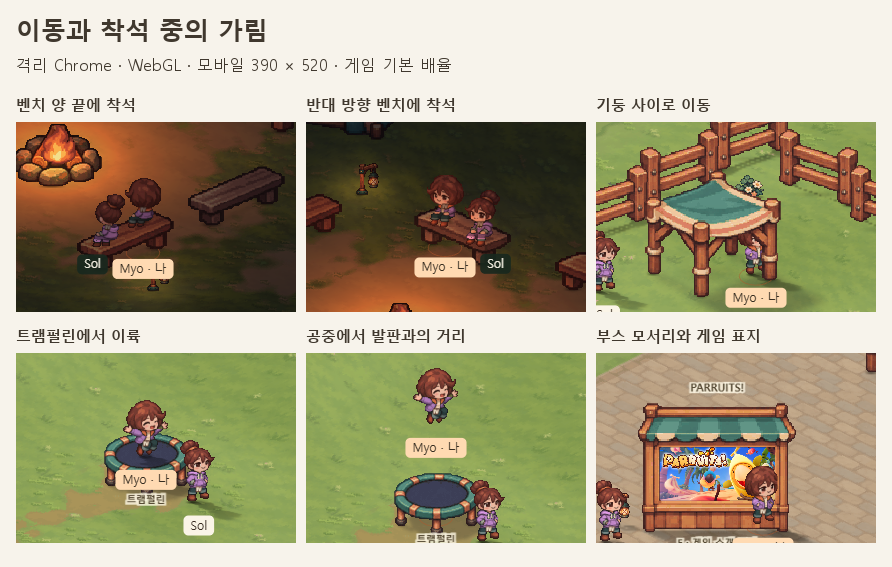 이동과 착석 중의 가림
격리 Chrome · WebGL · 모바일 390 × 520 · 게임 기본 배율
벤치 양 끝에 착석
반대 방향 벤치에 착석
기둥 사이로 이동
Sol
Myo · 나
Myo · 나
Sol
Myo · 나
트램펄린에서 이륙
공중에서 발판과의 거리
부스 모서리와 게임 표지
Myo · 나
트램펄린
Sol
Myo · 나
트램펄린
PARRUITS!
PARRUITS!